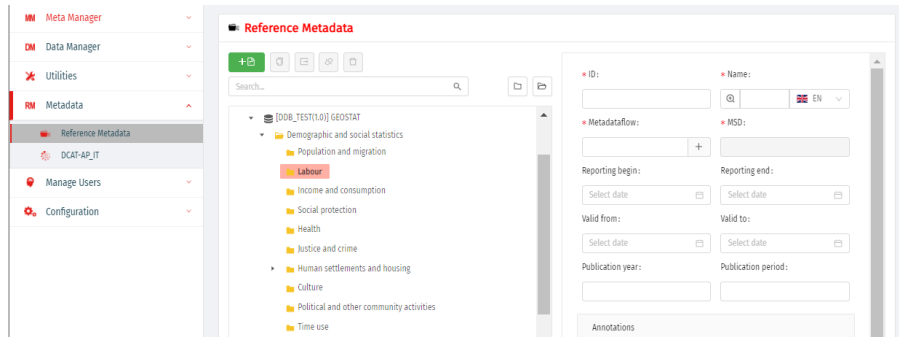 MM Meta Manager
DM Data Manager
Utilities
RM Metadata
Reference Metadata
DCAT-AP_IT
Manage Users
Configuration
Reference Metadata
Search...
[DDB_TEST(1.0)] GEOSTAT
Demographic and social statistics
Population and migration
Labour
Income and consumption
Social protection
Health
Justice and crime
Human settlements and housing
Culture
Political and other community activities
Time use
* ID:
* Name:
EN
* Metadataflow:
* MSD:
Reporting begin:
Reporting end:
Select date
Select date
Valid from:
Valid to:
Select date
Select date
Publication year:
Publication period:
Annotations